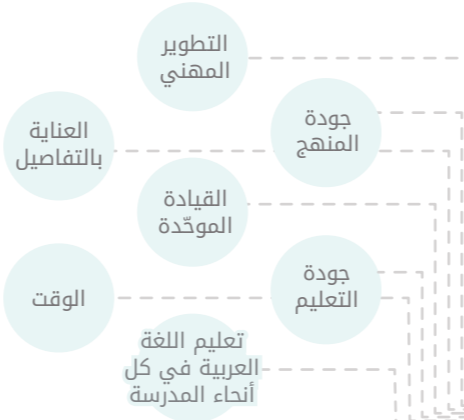 التطوير
المهني
جودة
المنهج
العناية
بالتفاصيل
القيادة
الموحّدة
جودة
التعليم
الوقت
تعليم اللغة
العربية في كل
أنحاء المدرسة